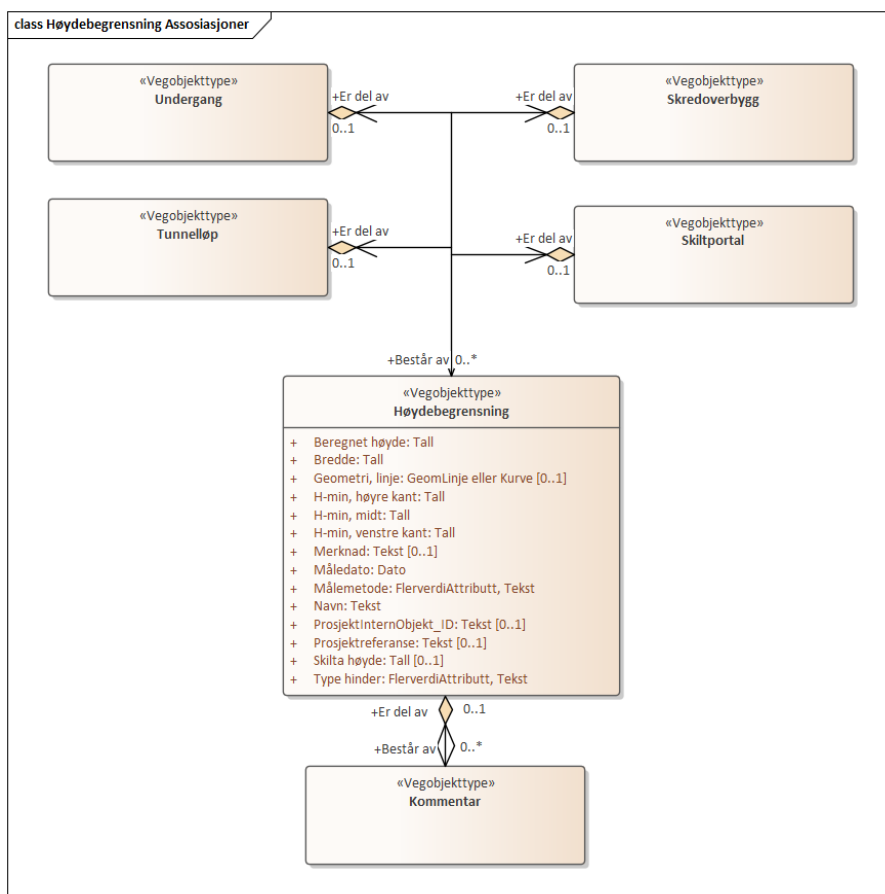 class Høydebegrensning Assosiasjoner
«Vegobjekttype»
Undergang
+Er del av
0..1
+Er del av
0..1
«Vegobjekttype»
Skredoverbygg
«Vegobjekttype»
Tunnelløp
+Er del av
0..1
+Er del av
0..1
«Vegobjekttype»
Skiltportal
+Består av 0..*
«Vegobjekttype»
Høydebegrensning
+ Beregnet høyde: Tall
+ Bredde: Tall
+ Geometri, linje: GeomLinje eller Kurve [0..1]
+ H-min, høyre kant: Tall
+ H-min, midt: Tall
+ H-min, venstre kant: Tall
+ Merknad: Tekst [0..1]
+ Måledato: Dato
+ Målemetode: FlerverdiAttributt, Tekst
+ Navn: Tekst
+ ProsjektInternObjekt_ID: Tekst [0..1]
+ Prosjektreferanse: Tekst [0..1]
+ Skilta høyde: Tall [0..1]
+ Type hinder: FlerverdiAttributt, Tekst
+Er del av 0..1
+Består av 0..*
«Vegobjekttype»
Kommentar